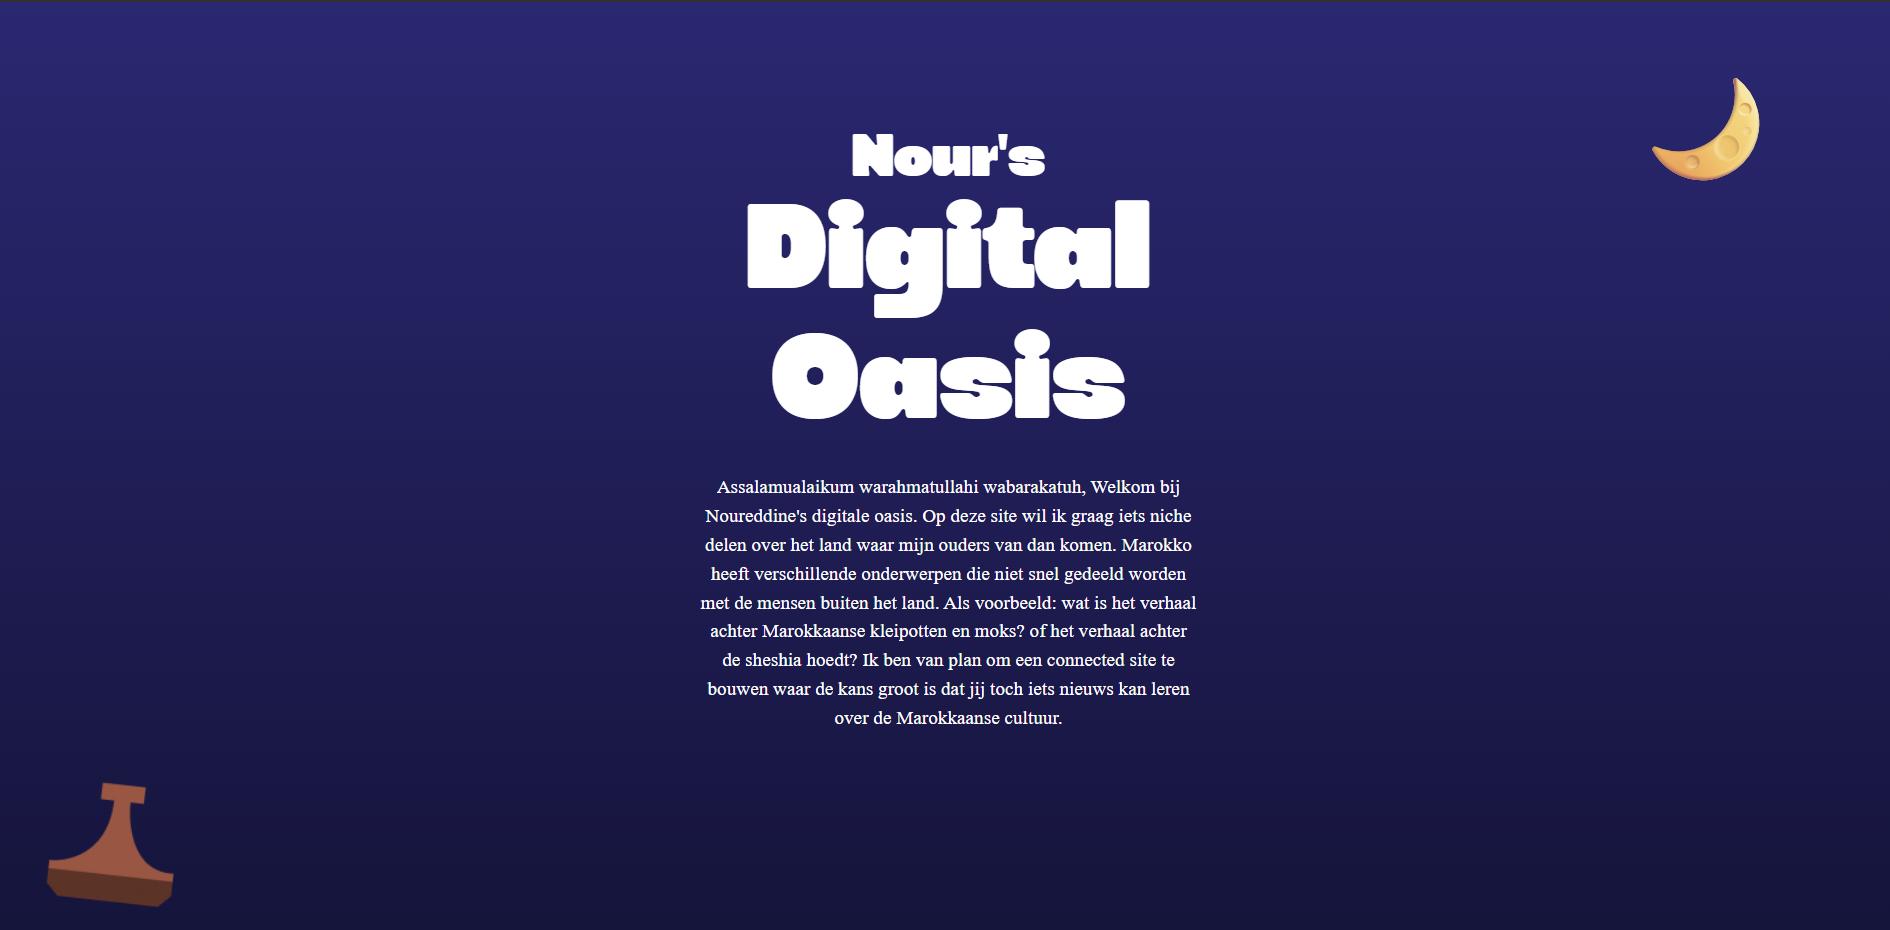 Nour's
Digital
Oasis
Assalamualaikum warahmatullahi wabarakatuh, Welkom bij
Noureddine's digitale oasis. Op deze site wil ik graag iets niche
delen over het land waar mijn ouders van dan komen. Marokko
heeft verschillende onderwerpen die niet snel gedeeld worden
met de mensen buiten het land. Als voorbeeld: wat is het verhaal
achter Marokkaanse kleipotten en moks? of het verhaal achter
de sheshia hoedt? Ik ben van plan om een connected site te
bouwen waar de kans groot is dat jij toch iets nieuws kan leren
over de Marokkaanse cultuur.